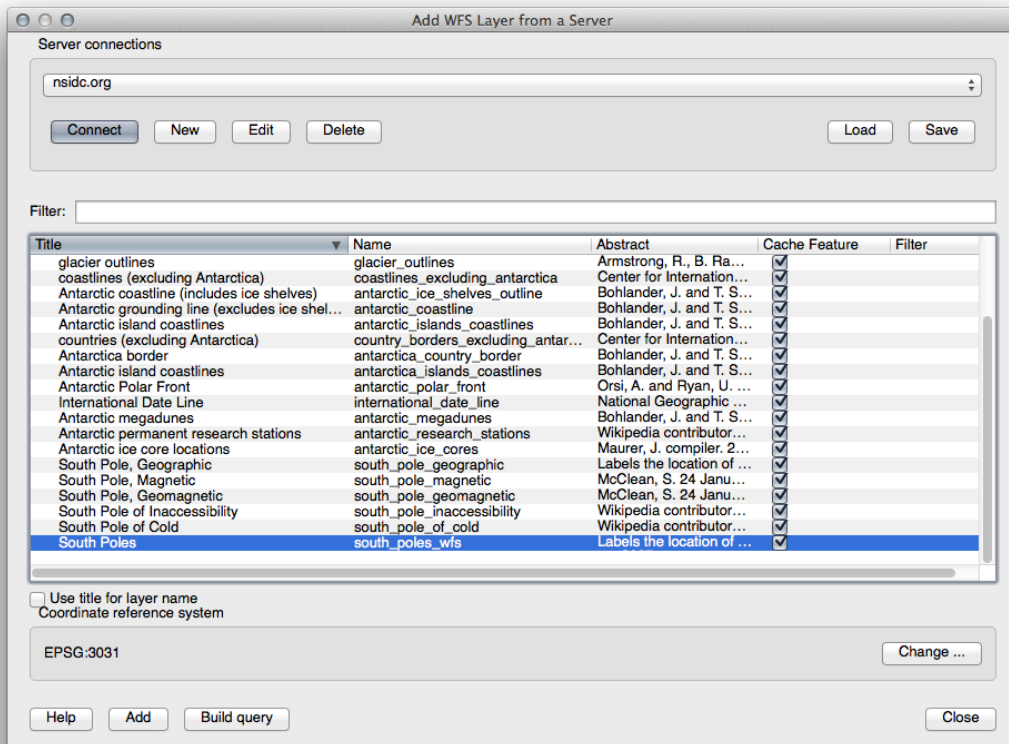 Add WFS Layer from a Server
Server connections
nsidc.org
Connect New Edit Delete Load Save
Filter:
Title Name Abstract Cache Feature Filter
glacier outlines glacier_outlines Armstrong, R., B. Ra...
coastlines (excluding Antarctica) coastlines_excluding_antarctica Center for Internation...
Antarctic coastline (includes ice shelves) antarctic_ice_shelves_outline Bohlander, J. and T. S...
Antarctic grounding line (excludes ice shel... antarctic_coastline Bohlander, J. and T. S...
Antarctic island coastlines antarctic_islands_coastlines Bohlander, J. and T. S...
countries (excluding Antarctica) country_borders_excluding_antar... Center for Internation...
Antarctica border antarctica_country_border Bohlander, J. and T. S...
Antarctic island coastlines antarctica_islands_coastlines Bohlander, J. and T. S...
Antarctic Polar Front antarctic_polar_front Orsi, A. and Ryan, U. ...
International Date Line international_date_line National Geographic ...
Antarctic megadunes antarctic_megadunes Bohlander, J. and T. S...
Antarctic permanent research stations antarctic_research_stations Wikipedia contributor...
Antarctic ice core locations antarctic_ice_cores Maurer, J. compiler. 2...
South Pole, Geographic south_pole_geographic Labels the location of ...
South Pole, Magnetic south_pole_magnetic McClean, S. 24 Janu...
South Pole, Geomagnetic south_pole_geomagnetic McClean, S. 24 Janu...
South Pole of Inaccessibility south_pole_inaccessibility Wikipedia contributor...
South Pole of Cold south_pole_of_cold Wikipedia contributor...
South Poles south_poles_wfs Labels the location of ...
Use title for layer name
Coordinate reference system
EPSG:3031 Change ...
Help Add Build query Close